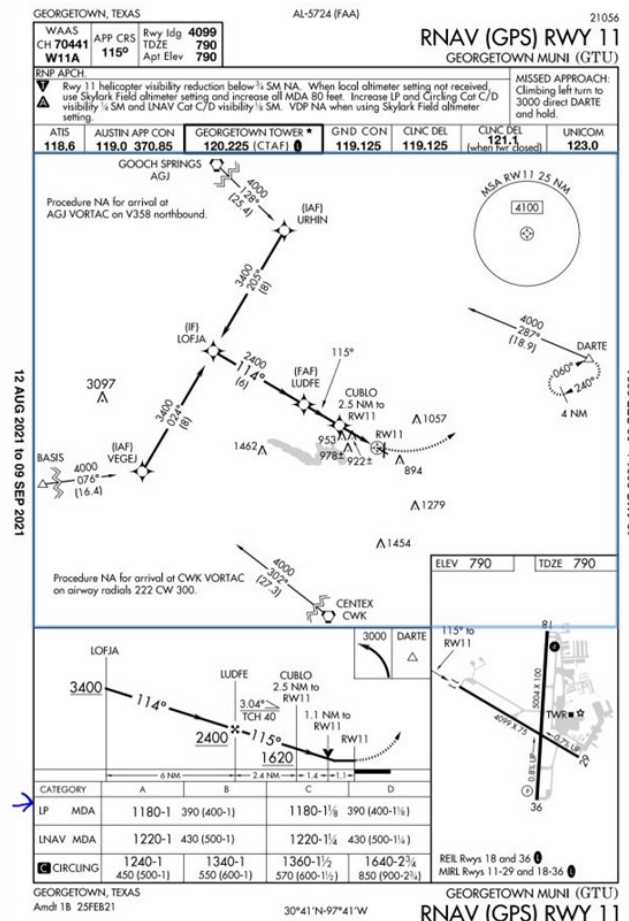 GEORGETOWN, TEXAS
AL-5724 (FAA)
21056
WAAS
CH 70441
W11A
APP CRS
115°
Rwy Idg 4099
TDZE 790
Apt Elev 790
RNAV (GPS) RWY 11
GEORGETOWN MUNI (GTU)
RNP APCH.
Rwy 11 helicopter visibility reduction below ¾ SM NA. When local altimeter setting not received,
use Skylark Field altimeter setting and increase all MDA 80 feet. Increase LP and Circling Cat C/D
visibility ¼ SM and LNAV Cat C/D visibility ⅛ SM. VDP NA when using Skylark Field altimeter
setting.
MISSED APPROACH:
Climbing left turn to
3000 direct DARTE
and hold.
ATIS
118.6
AUSTIN APP CON
119.0 370.85
GEORGETOWN TOWER *
120.225 (CTAF)
GND CON
119.125
CLNC DEL
119.125
CLNC DEL
121.1
(when twr closed)
UNICOM
123.0
GOOCH SPRINGS
AGJ
4000
128°
(25.4)
Procedure NA for arrival at
AGJ VORTAC on V358 northbound.
(IAF)
URHIN
MSA RW11 25 NM
4100
3400
205°
(8)
4000
287°
(18.9)
DARTE
060°
240°
4 NM
(IF)
LOFJA
2400
114°
(6)
115°
(FAF)
LUDFE
CUBLO
2.5 NM to
RW11
3097
3400
024°
(8)
1057
RW11
953
978±
922±
894
1462
BASIS
4000
076°
(16.4)
(IAF)
VEGEJ
1279
1454
4000
302°
(27.3)
Procedure NA for arrival at CWK VORTAC
on airway radials 222 CW 300.
CENTEX
CWK
12 AUG 2021 to 09 SEP 2021
ELEV 790
TDZE 790
115° to
RW11
18
5004 X 100
TWR
4099 X 75
0.7% UP
29
0.8% UP
P
36
REIL Rwys 18 and 36
MIRL Rwys 11-29 and 18-36
3000
DARTE
LOFJA
3400
114°
LUDFE
2400
3.04°
TCH 40
115°
CUBLO
2.5 NM to
RW11
1620
1.1 NM to
RW11
RW11
6 NM
2.4 NM
1.4
1.1
CATEGORY A B C D
LP MDA 1180-1 390 (400-1) 1180-1⅛ 390 (400-1⅛)
LNAV MDA 1220-1 430 (500-1) 1220-1¼ 430 (500-1¼)
C CIRCLING 1240-1 1340-1 1360-1½ 1640-2¾
450 (500-1) 550 (600-1) 570 (600-1½) 850 (900-2¾)
GEORGETOWN, TEXAS
Amdt 1B 25FEB21
30°41'N-97°41'W
GEORGETOWN MUNI (GTU)
RNAV (GPS) RWY 11